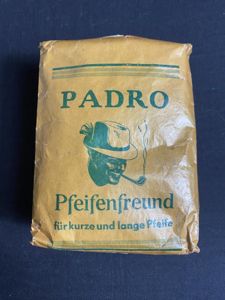 PADRO
Pfeifenfreund
für kurze und lange Pfeife